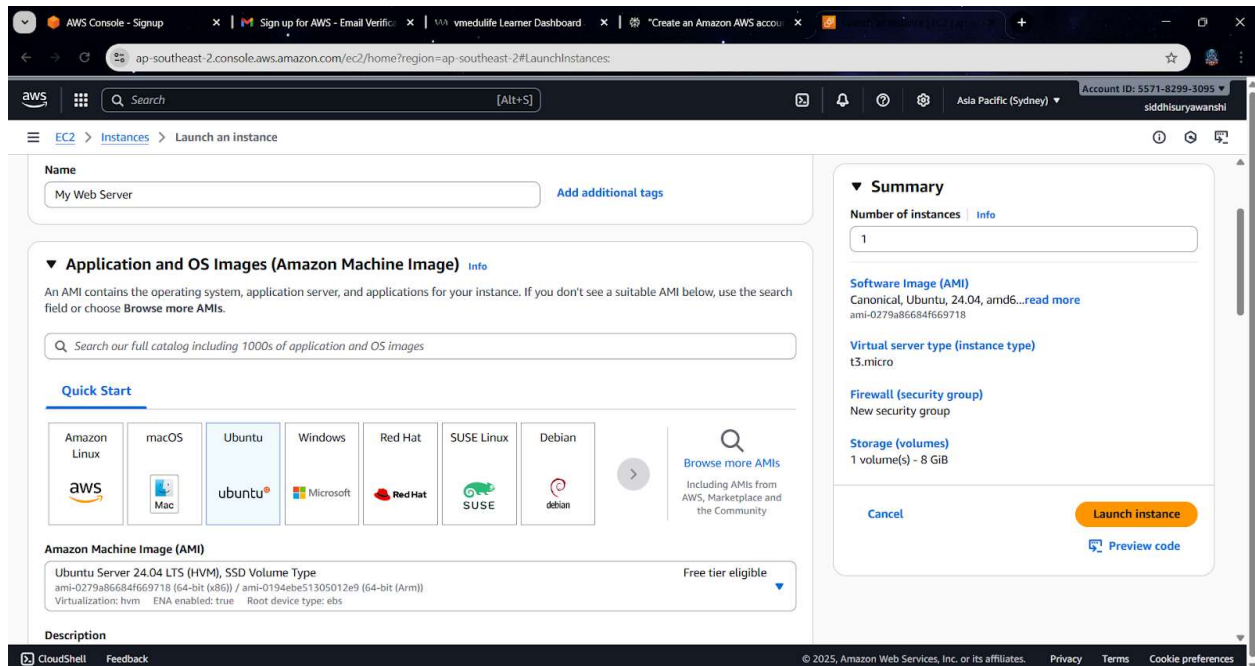 AWS Console - Signup
Sign up for AWS - Email Verific
vmedulife Learner Dashboard
"Create an Amazon AWS accou
ap-southeast-2.console.aws.amazon.com/ec2/home?region=ap-southeast-2#LaunchInstances:
aws
Search
[Alt+S]
Asia Pacific (Sydney) ▼
Account ID: 5571-8299-3095 ▼
siddhisuryawanshi
EC2 > Instances > Launch an instance
Name
My Web Server
Add additional tags
▼ Application and OS Images (Amazon Machine Image) Info
An AMI contains the operating system, application server, and applications for your instance. If you don't see a suitable AMI below, use the search
field or choose Browse more AMIs.
Search our full catalog including 1000s of application and OS images
Quick Start
Amazon
Linux
aws
macOS
Mac
Ubuntu
ubuntu
Windows
Microsoft
Red Hat
Red Hat
SUSE Linux
SUSE
Debian
debian
Browse more AMIs
Including AMIs from
AWS, Marketplace and
the Community
Amazon Machine Image (AMI)
Ubuntu Server 24.04 LTS (HVM), SSD Volume Type
Free tier eligible
ami-0279a86684f669718 (64-bit (x86)) / ami-0194ebe51305012e9 (64-bit (Arm))
Virtualization: hvm ENA enabled: true Root device type: ebs
Description
▼ Summary
Number of instances Info
1
Software Image (AMI)
Canonical, Ubuntu, 24.04, amd6...read more
ami-0279a86684f669718
Virtual server type (instance type)
t3.micro
Firewall (security group)
New security group
Storage (volumes)
1 volume(s) - 8 GiB
Cancel
Launch instance
Preview code
CloudShell Feedback
© 2025, Amazon Web Services, Inc. or its affiliates. Privacy Terms Cookie preferences